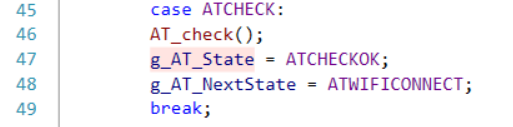 45 case ATCHECK:
46 AT_check();
47 g_AT_State = ATCHECKOK;
48 g_AT_NextState = ATWIFICONNECT;
49 break;